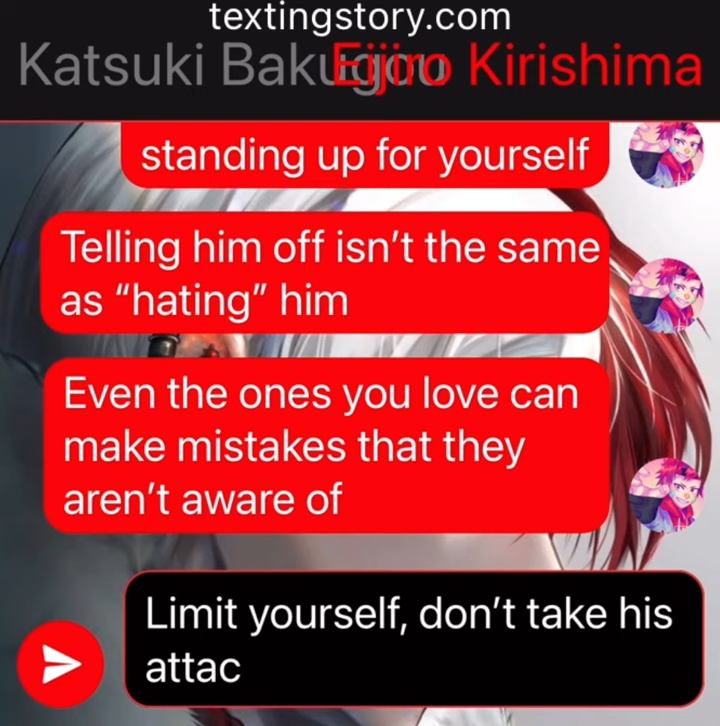 textingstory.com
Katsuki Bakugou Eijiro Kirishima
standing up for yourself
Telling him off isn’t the same
as “hating” him
Even the ones you love can
make mistakes that they
aren’t aware of
Limit yourself, don’t take his
attac